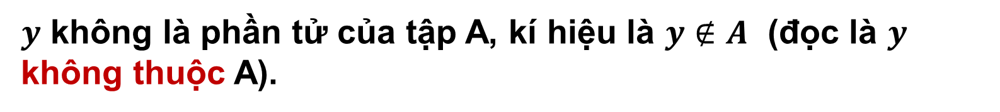 y không là phần tử của tập A, kí hiệu là y ∉ A (đọc là y
không thuộc A).